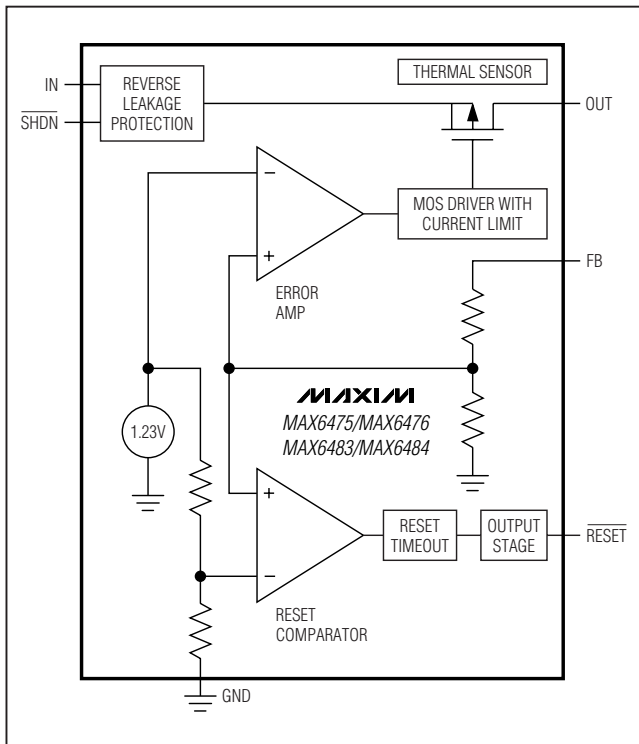 THERMAL SENSOR
IN
SHDN
REVERSE
LEAKAGE
PROTECTION
OUT
−
MOS DRIVER WITH
CURRENT LIMIT
+
FB
ERROR
AMP
MAXIM
MAX6475/MAX6476
MAX6483/MAX6484
1.23V
+
RESET
TIMEOUT
OUTPUT
STAGE
RESET
−
RESET
COMPARATOR
GND